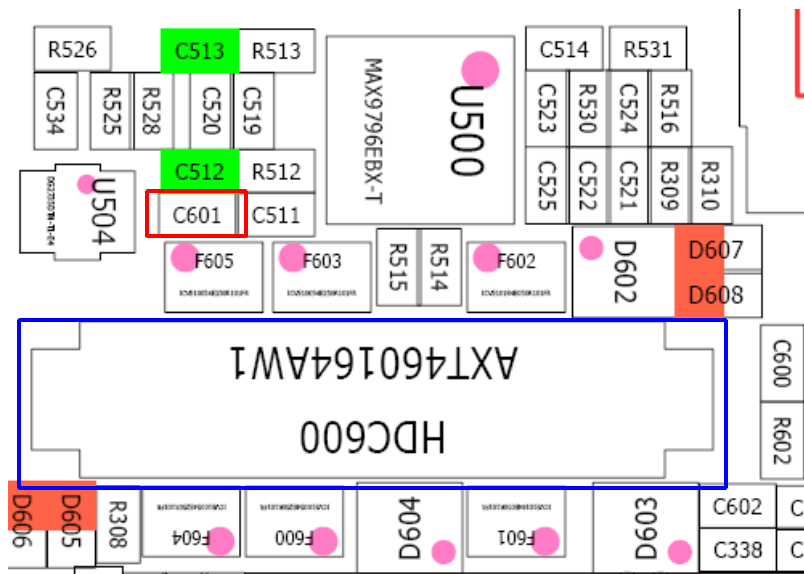 R526
C513
R513
C514
R531
C534
R525
R528
C520
C519
MAX9796EBX-T
U500
C523
R530
C524
R516
C512
R512
C525
C522
C521
R309
R310
U504
C601
C511
F605
F603
R515
R514
F602
D602
D607
D608
AXT460164AW1
HDC600
C600
R602
D606
D605
R308
F604
F600
D604
F601
D603
C602
C
C338
C